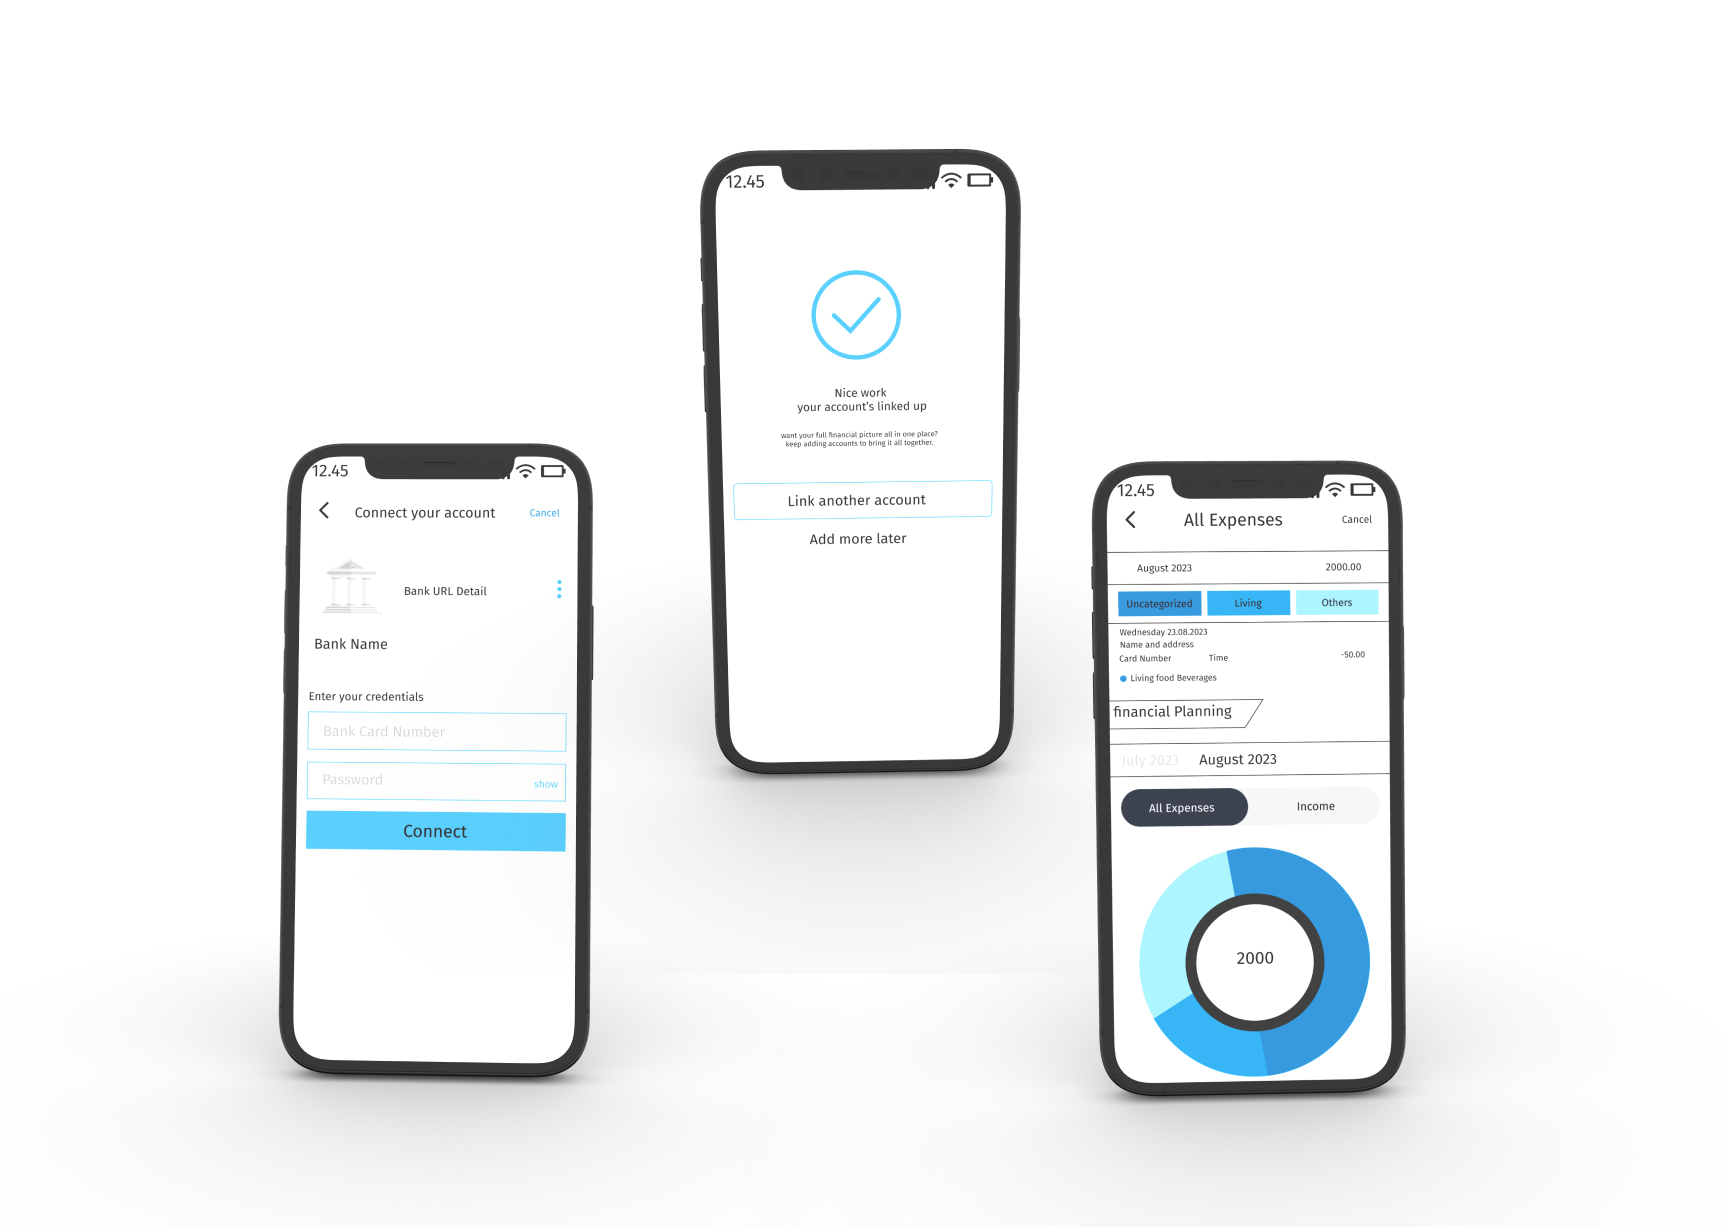 12.45
Connect your account
Cancel
Bank URL Detail
Bank Name
Enter your credentials
Bank Card Number
Password
show
Connect
12.45
Nice work
your account's linked up
want your full financial picture all in one place?
keep adding accounts to bring it all together.
Link another account
Add more later
12.45
All Expenses
Cancel
August 2023 2000.00
Uncategorized Living Others
Wednesday 23.08.2023
Name and address
Card Number Time -50.00
Living food Beverages
financial Planning
July 2023 August 2023
All Expenses Income
2000